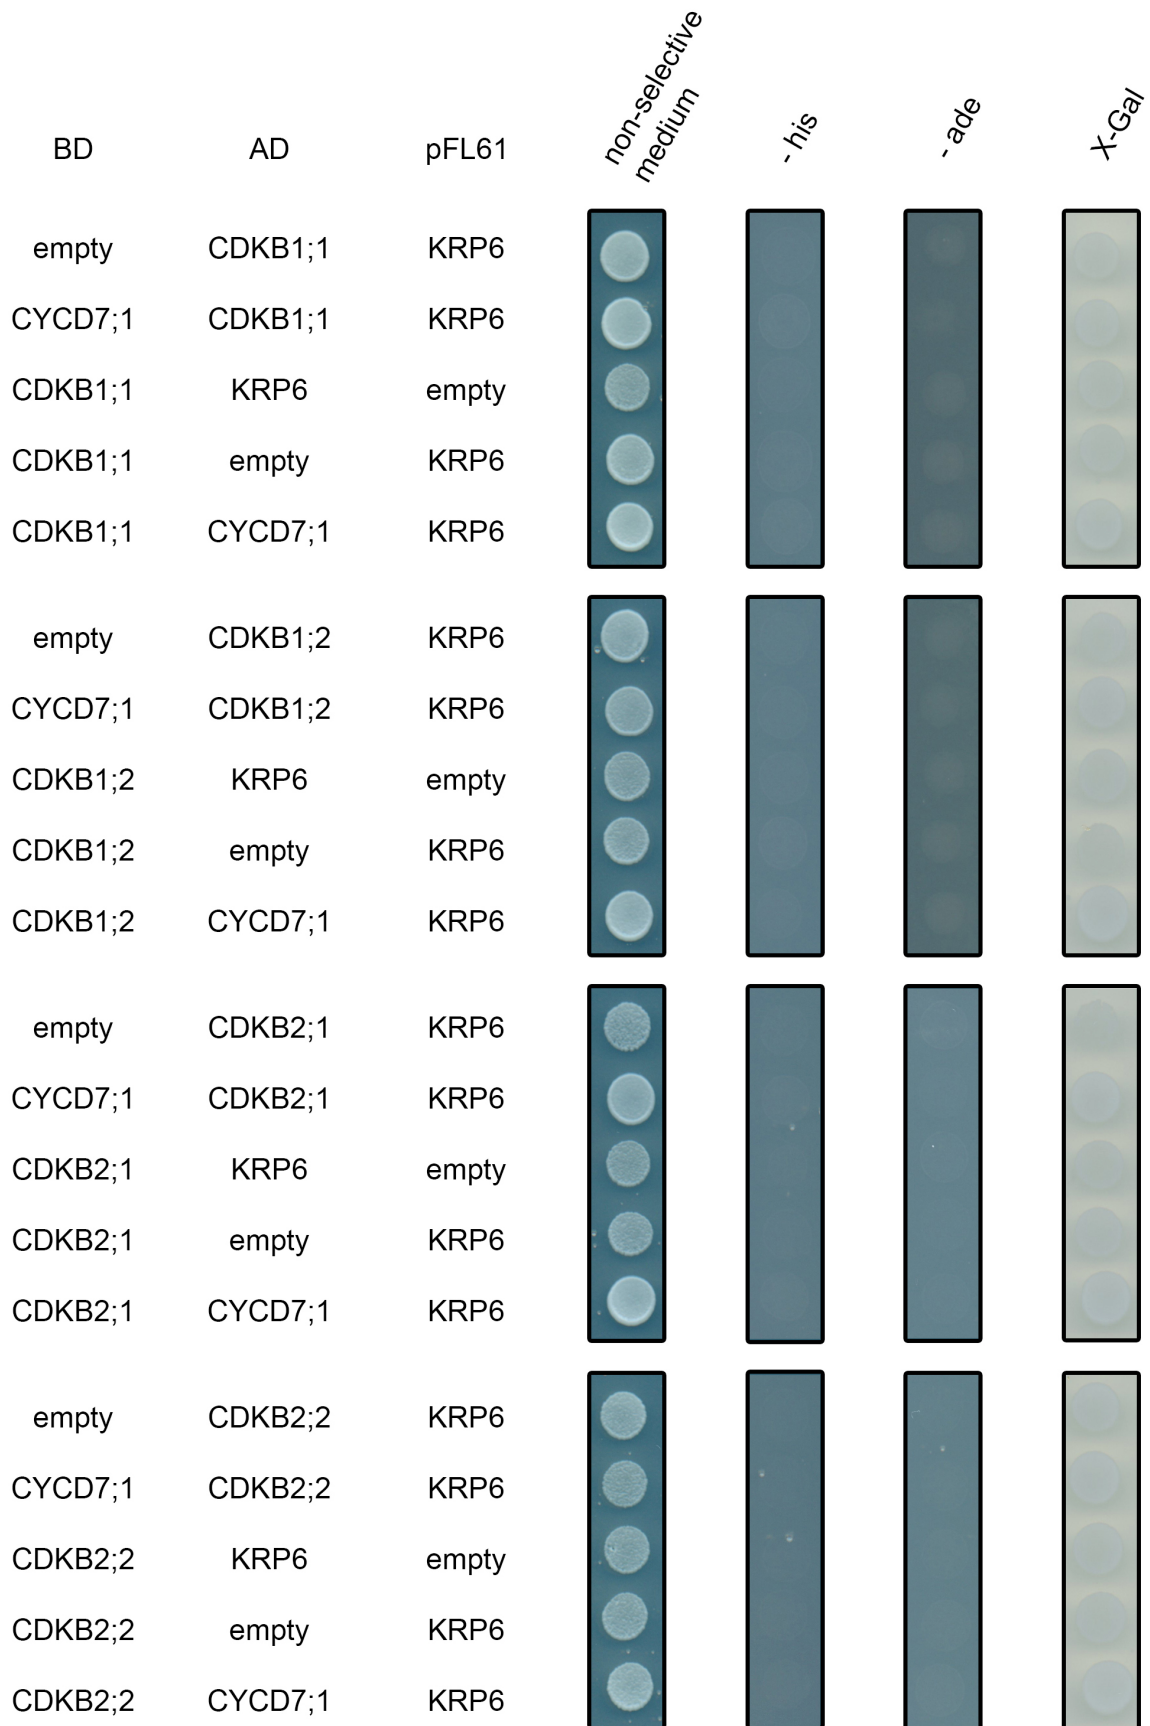 BD AD pFL61 non-selective medium - his - ade X-Gal
empty CDKB1;1 KRP6
CYCD7;1 CDKB1;1 KRP6
CDKB1;1 KRP6 empty
CDKB1;1 empty KRP6
CDKB1;1 CYCD7;1 KRP6
empty CDKB1;2 KRP6
CYCD7;1 CDKB1;2 KRP6
CDKB1;2 KRP6 empty
CDKB1;2 empty KRP6
CDKB1;2 CYCD7;1 KRP6
empty CDKB2;1 KRP6
CYCD7;1 CDKB2;1 KRP6
CDKB2;1 KRP6 empty
CDKB2;1 empty KRP6
CDKB2;1 CYCD7;1 KRP6
empty CDKB2;2 KRP6
CYCD7;1 CDKB2;2 KRP6
CDKB2;2 KRP6 empty
CDKB2;2 empty KRP6
CDKB2;2 CYCD7;1 KRP6